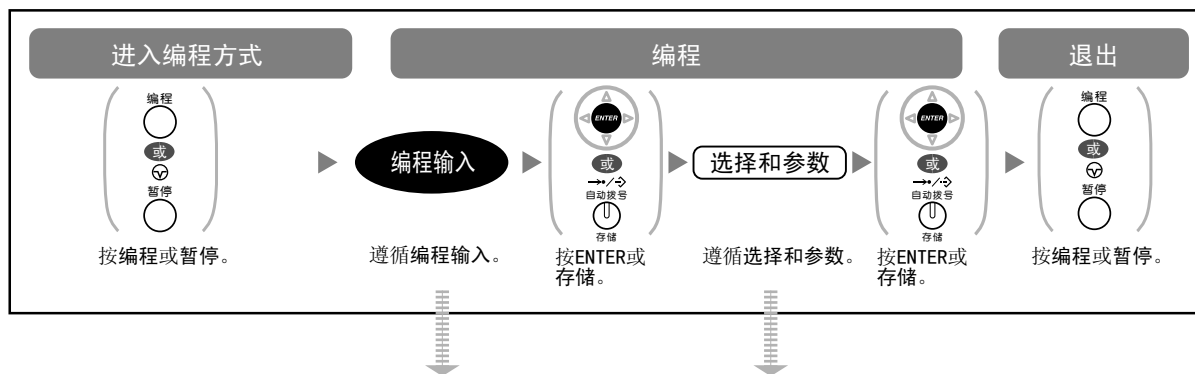 进入编程方式
编程
退出
编程
或
暂停
按编程或暂停。
编程输入
遵循编程输入。
ENTER
或
自动拨号
存储
按ENTER或
存储。
选择和参数
遵循选择和参数。
ENTER
或
自动拨号
存储
按ENTER或
存储。
编程
或
暂停
按编程或暂停。